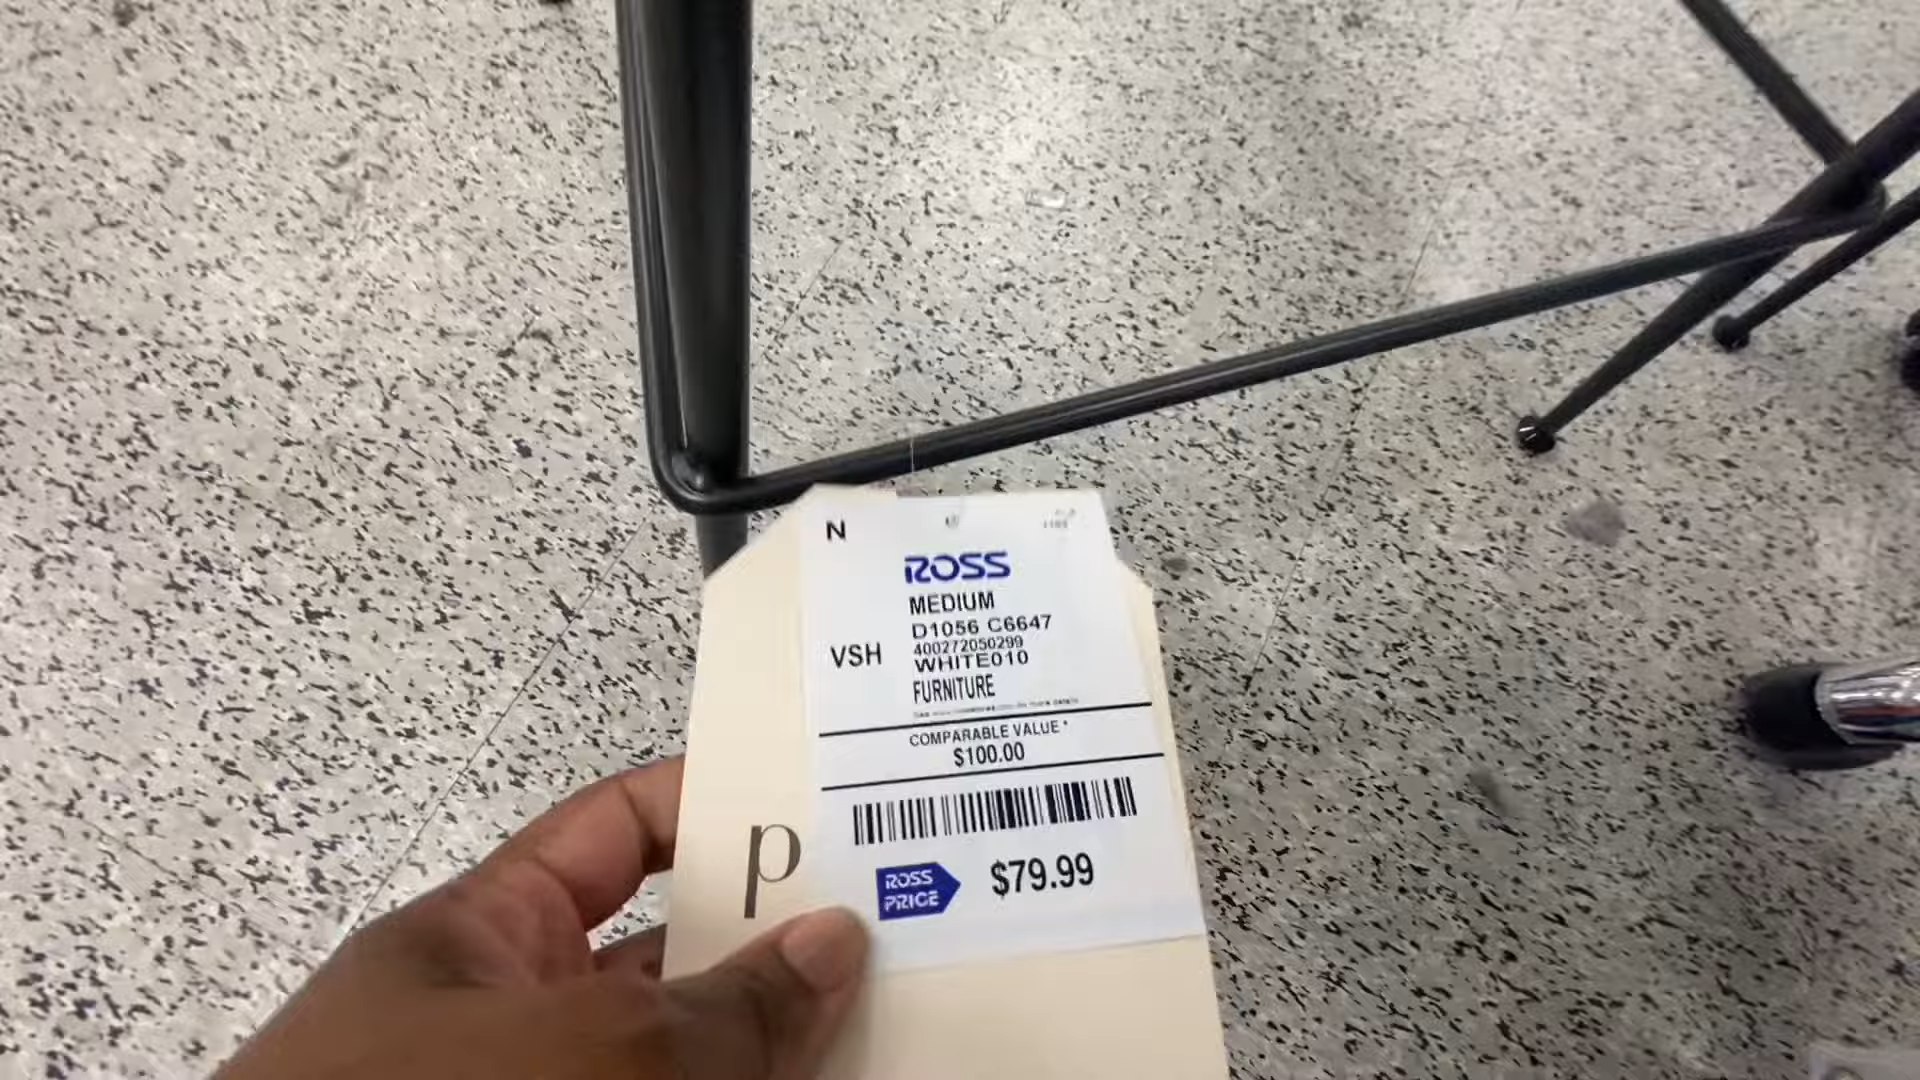 N
ROSS
MEDIUM
D1056 C6647
400272050299
VSH
WHITE010
FURNITURE
COMPARABLE VALUE*
$100.00
p
ROSS
PRICE
$79.99